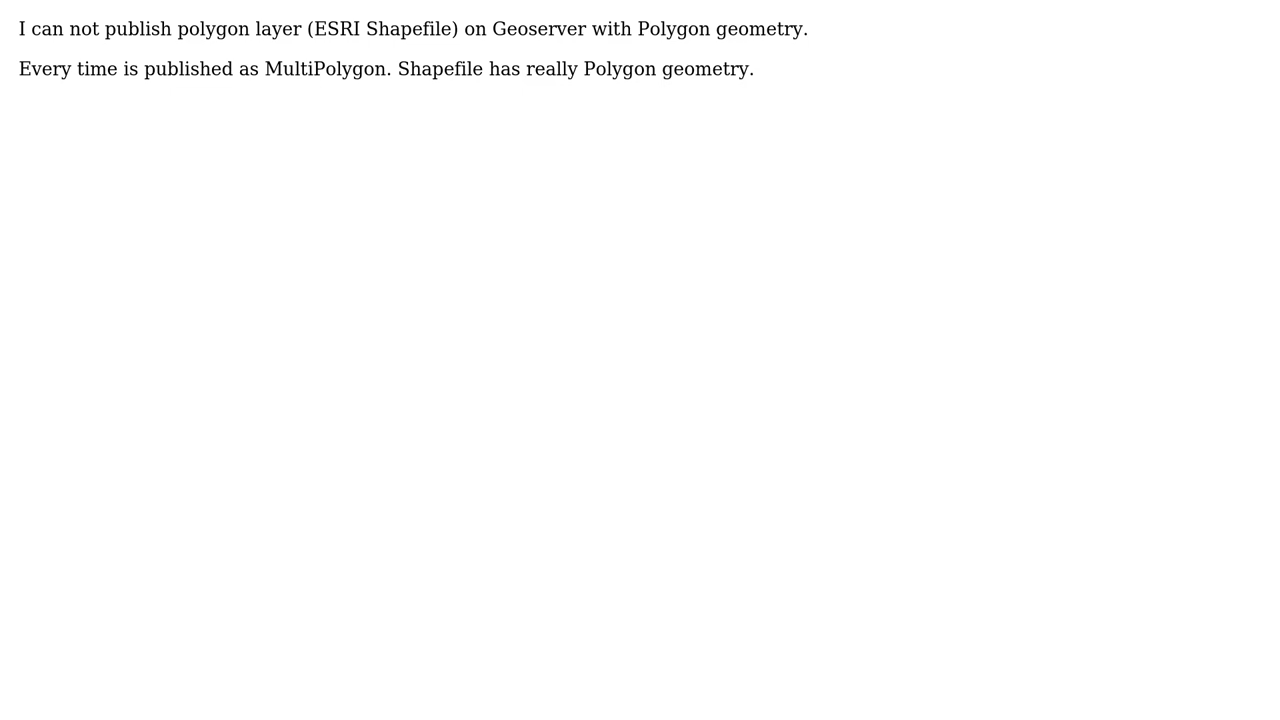 I can not publish polygon layer (ESRI Shapefile) on Geoserver with Polygon geometry.
Every time is published as MultiPolygon. Shapefile has really Polygon geometry.